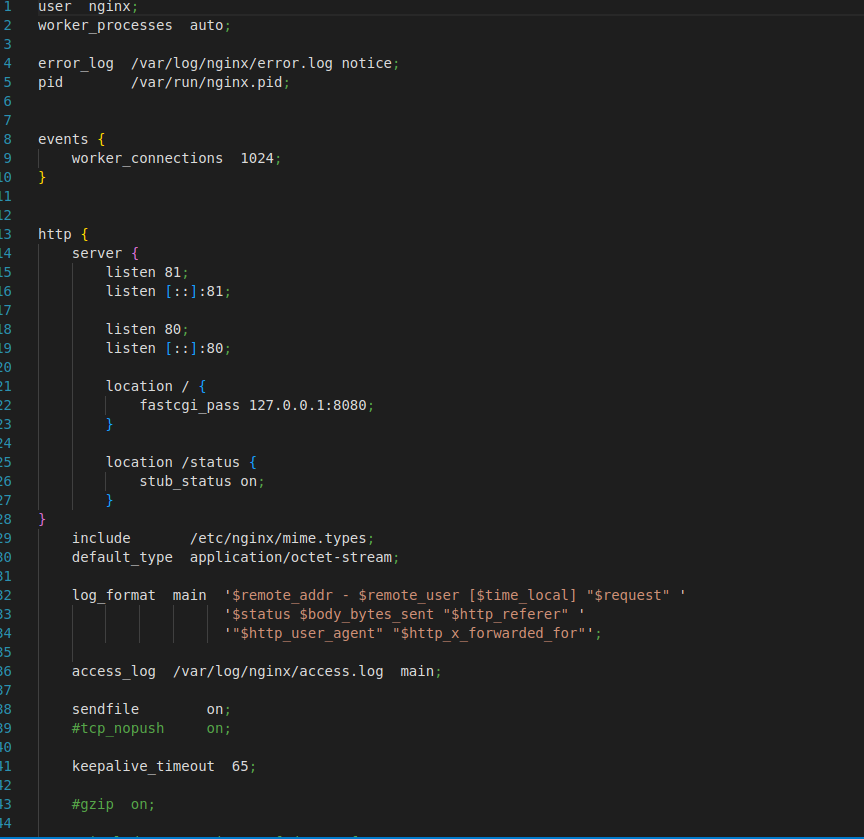 1 user  nginx;
2 worker_processes  auto;
3
4 error_log  /var/log/nginx/error.log notice;
5 pid        /var/run/nginx.pid;
6
7
8 events {
9     worker_connections  1024;
10 }
11
12
13 http {
14     server {
15         listen 81;
16         listen [::]:81;
17
18         listen 80;
19         listen [::]:80;
20
21         location / {
22             fastcgi_pass 127.0.0.1:8080;
23         }
24
25         location /status {
26             stub_status on;
27         }
28 }
29     include       /etc/nginx/mime.types;
30     default_type  application/octet-stream;
31
32     log_format  main  '$remote_addr - $remote_user [$time_local] "$request" '
33                       '$status $body_bytes_sent "$http_referer" '
34                       '"$http_user_agent" "$http_x_forwarded_for"';
35
36     access_log  /var/log/nginx/access.log  main;
37
38     sendfile        on;
39     #tcp_nopush     on;
40
41     keepalive_timeout  65;
42
43     #gzip  on;
44